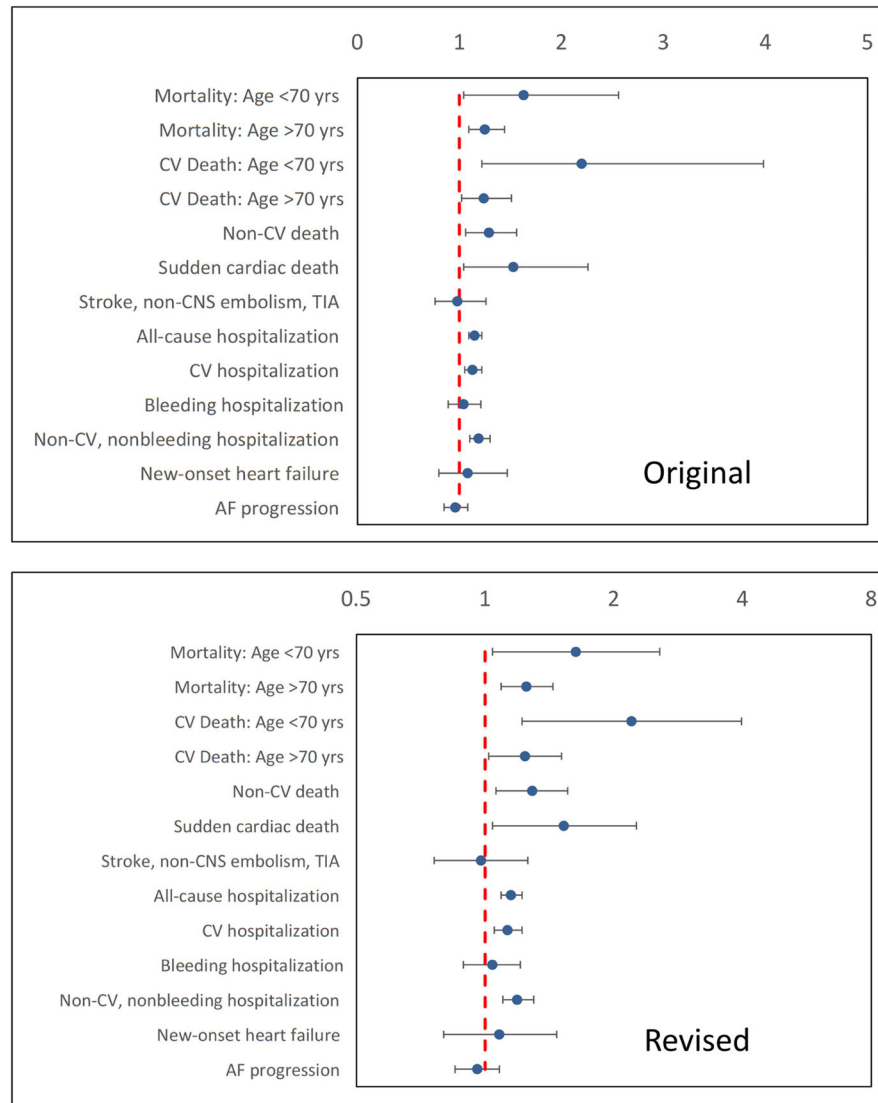 0 1 2 3 4 5
Mortality: Age <70 yrs
Mortality: Age >70 yrs
CV Death: Age <70 yrs
CV Death: Age >70 yrs
Non-CV death
Sudden cardiac death
Stroke, non-CNS embolism, TIA
All-cause hospitalization
CV hospitalization
Bleeding hospitalization
Non-CV, nonbleeding hospitalization
New-onset heart failure
AF progression
Original
0.5 1 2 4 8
Mortality: Age <70 yrs
Mortality: Age >70 yrs
CV Death: Age <70 yrs
CV Death: Age >70 yrs
Non-CV death
Sudden cardiac death
Stroke, non-CNS embolism, TIA
All-cause hospitalization
CV hospitalization
Bleeding hospitalization
Non-CV, nonbleeding hospitalization
New-onset heart failure
AF progression
Revised